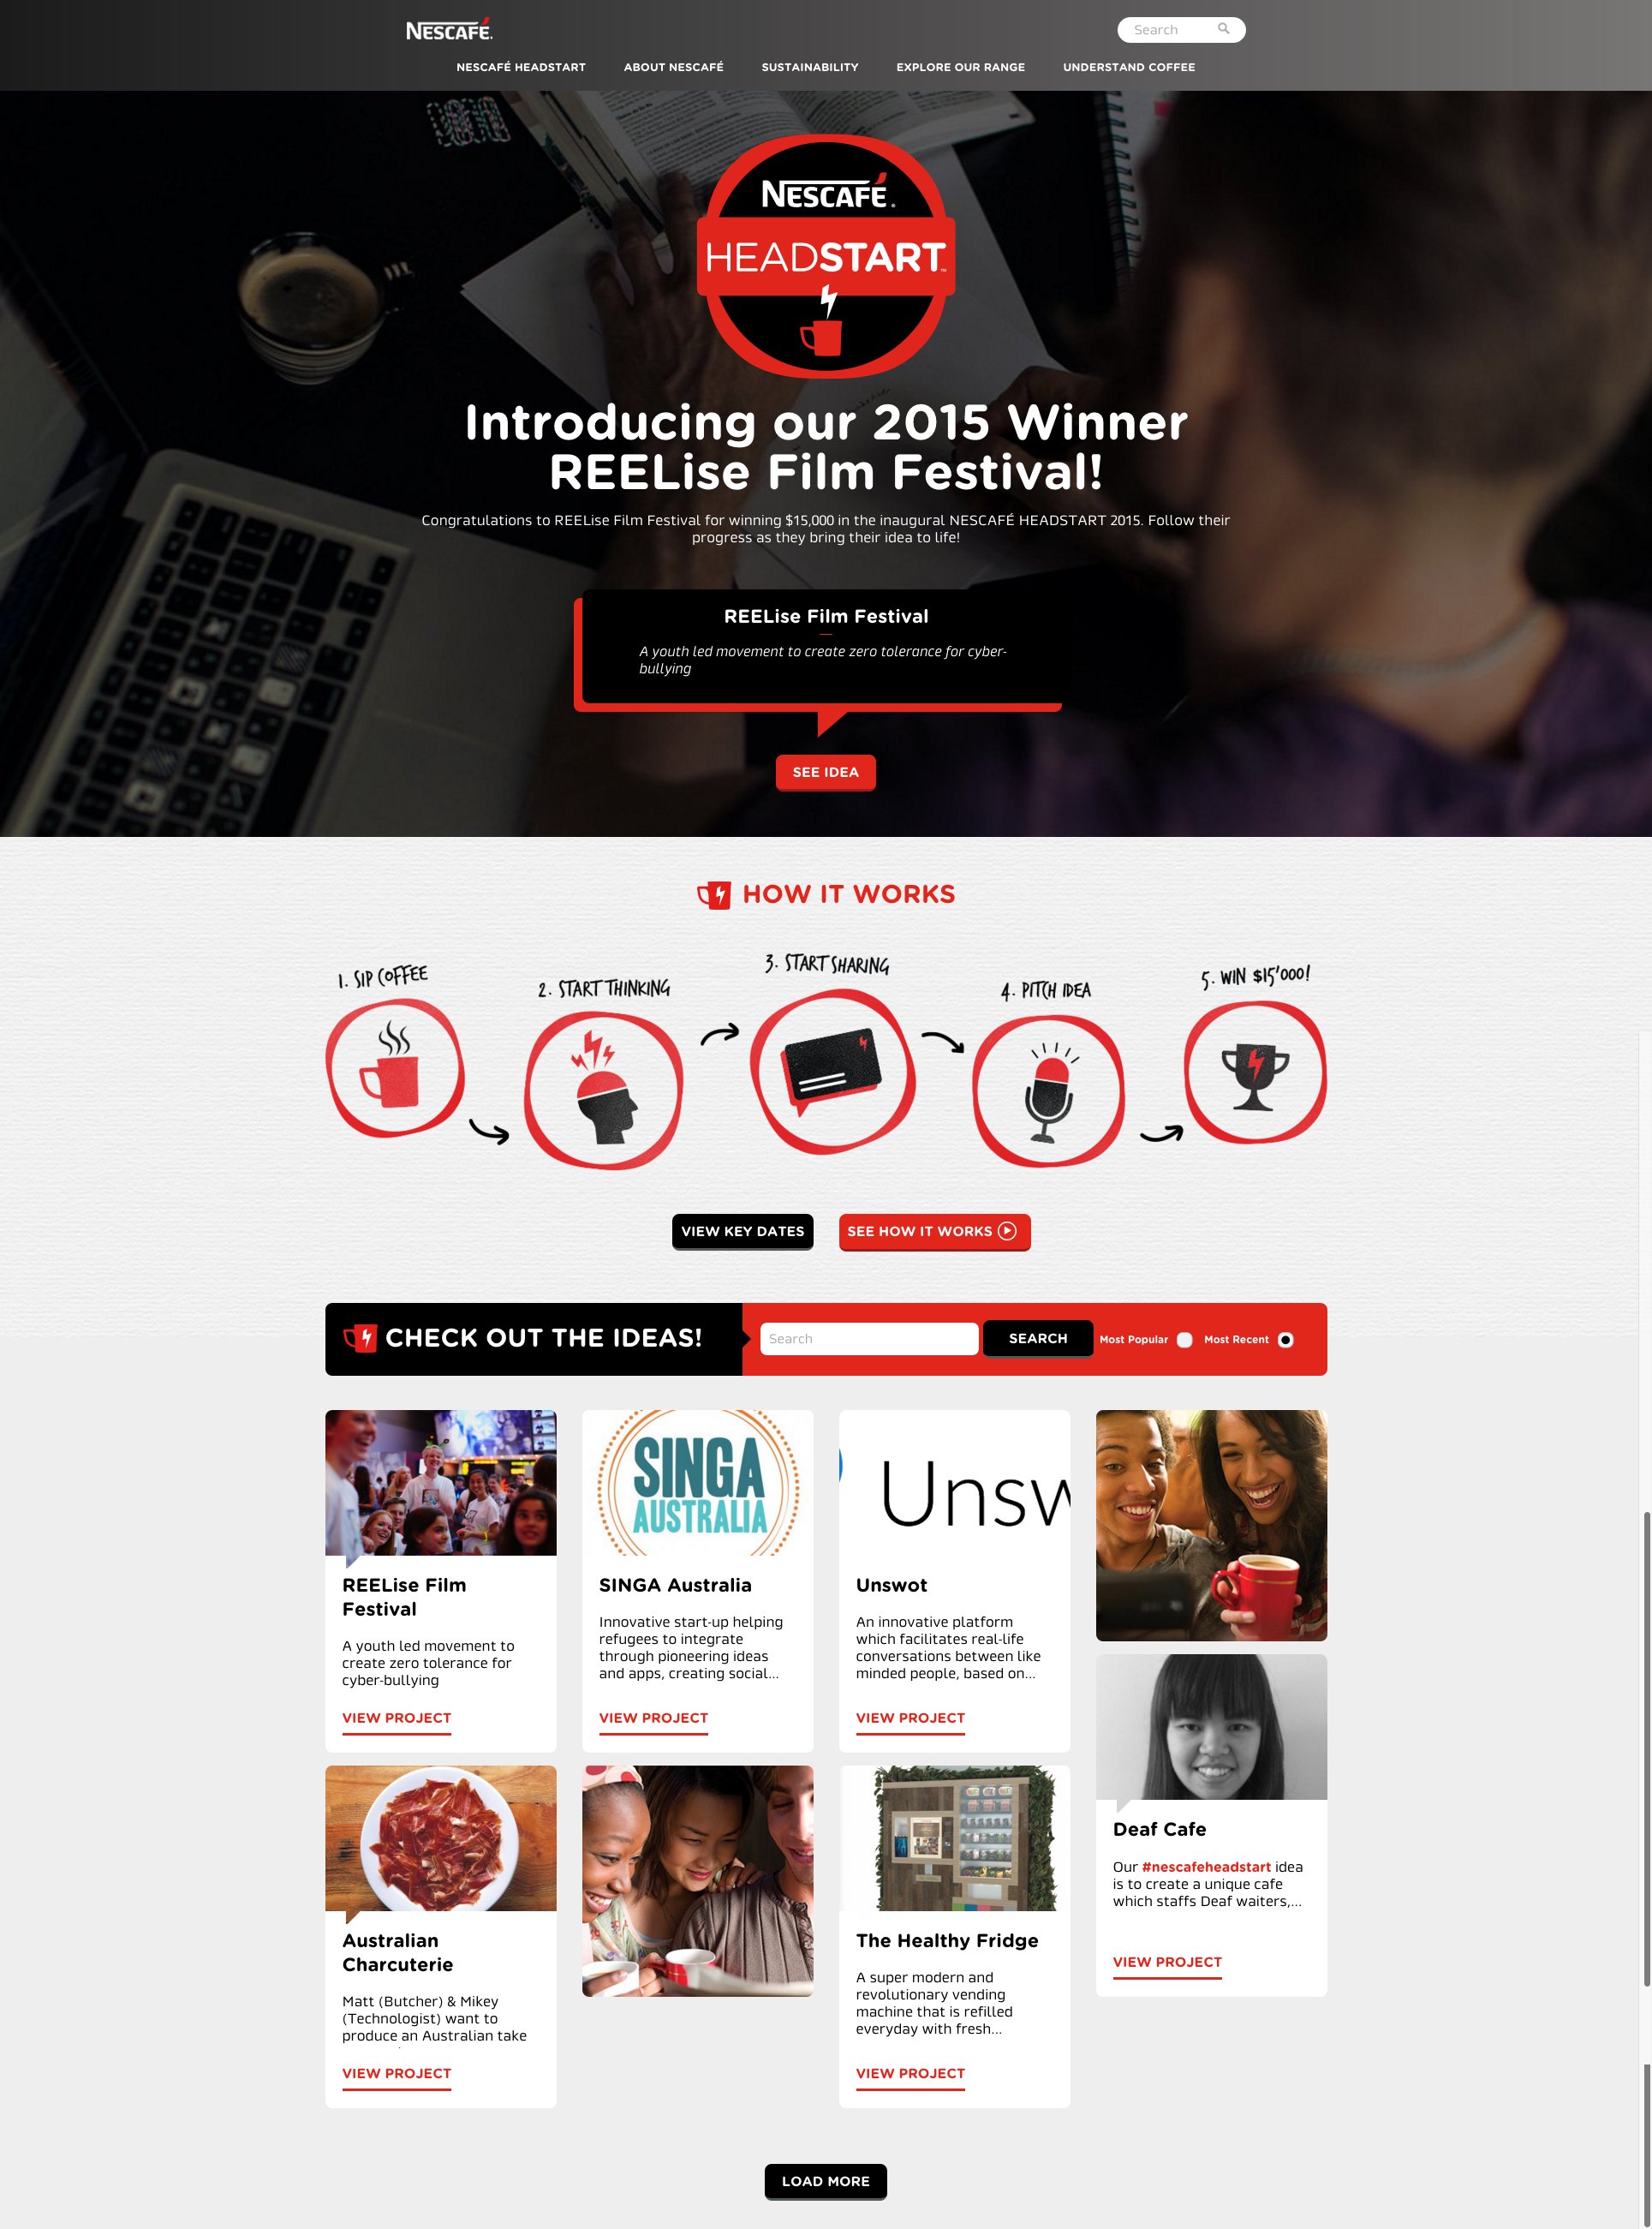 NESCAFÉ.
Search
NESCAFÉ HEADSTART ABOUT NESCAFÉ SUSTAINABILITY EXPLORE OUR RANGE UNDERSTAND COFFEE
NESCAFÉ.
HEADSTART™
Introducing our 2015 Winner
REELise Film Festival!
Congratulations to REELise Film Festival for winning $15,000 in the inaugural NESCAFÉ HEADSTART 2015. Follow their
progress as they bring their idea to life!
REELise Film Festival
A youth led movement to create zero tolerance for cyber-
bullying
SEE IDEA
HOW IT WORKS
1. SIP COFFEE
2. START THINKING
3. START SHARING
4. PITCH IDEA
5. WIN $15'000!
VIEW KEY DATES
SEE HOW IT WORKS
CHECK OUT THE IDEAS!
Search
SEARCH
Most Popular
Most Recent
REELise Film
Festival
A youth led movement to
create zero tolerance for
cyber-bullying
VIEW PROJECT
SINGA
AUSTRALIA
SINGA Australia
Innovative start-up helping
refugees to integrate
through pioneering ideas
and apps, creating social...
VIEW PROJECT
Unsw
Unswot
An innovative platform
which facilitates real-life
conversations between like
minded people, based on...
VIEW PROJECT
Deaf Cafe
Our #nescafeheadstart idea
is to create a unique cafe
which staffs Deaf waiters,...
VIEW PROJECT
Australian
Charcuterie
Matt (Butcher) & Mikey
(Technologist) want to
produce an Australian take
VIEW PROJECT
The Healthy Fridge
A super modern and
revolutionary vending
machine that is refilled
everyday with fresh...
VIEW PROJECT
LOAD MORE